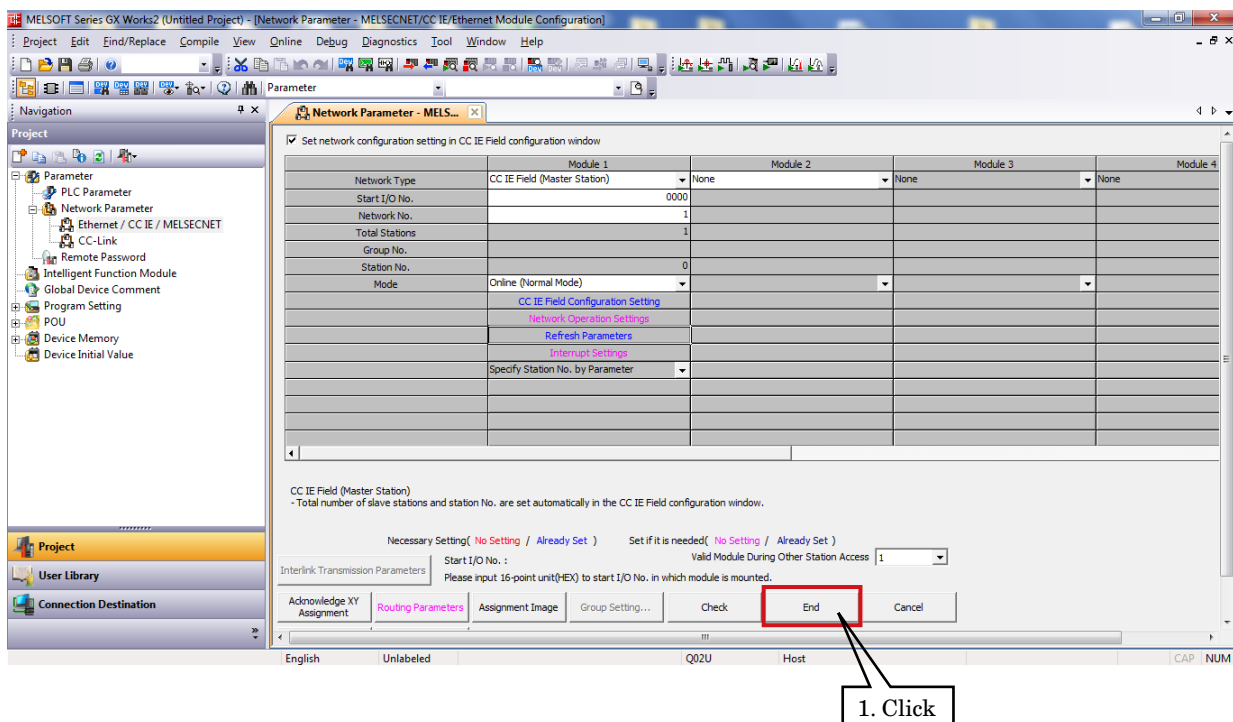 MELSOFT Series GX Works2 (Untitled Project) - [Network Parameter - MELSECNET/CC IE/Ethernet Module Configuration]
Project Edit Find/Replace Compile View Online Debug Diagnostics Tool Window Help
Parameter
Navigation
Network Parameter - MELS...
Project
Parameter
PLC Parameter
Network Parameter
Ethernet / CC IE / MELSECNET
CC-Link
Remote Password
Intelligent Function Module
Global Device Comment
Program Setting
POU
Device Memory
Device Initial Value
Project
User Library
Connection Destination
Set network configuration setting in CC IE Field configuration window
Module 1 Module 2 Module 3 Module 4
Network Type CC IE Field (Master Station) None None None
Start I/O No. 0000
Network No. 1
Total Stations 1
Group No.
Station No. 0
Mode Online (Normal Mode)
CC IE Field Configuration Setting
Network Operation Settings
Refresh Parameters
Interrupt Settings
Specify Station No. by Parameter
CC IE Field (Master Station)
- Total number of slave stations and station No. are set automatically in the CC IE Field configuration window.
Necessary Setting( No Setting / Already Set ) Set if it is needed( No Setting / Already Set )
Interlink Transmission Parameters
Start I/O No. :
Valid Module During Other Station Access 1
Please input 16-point unit(HEX) to start I/O No. in which module is mounted.
Acknowledge XY
Assignment
Routing Parameters Assignment Image Group Setting... Check End Cancel
English Unlabeled Q02U Host CAP NUM
1. Click